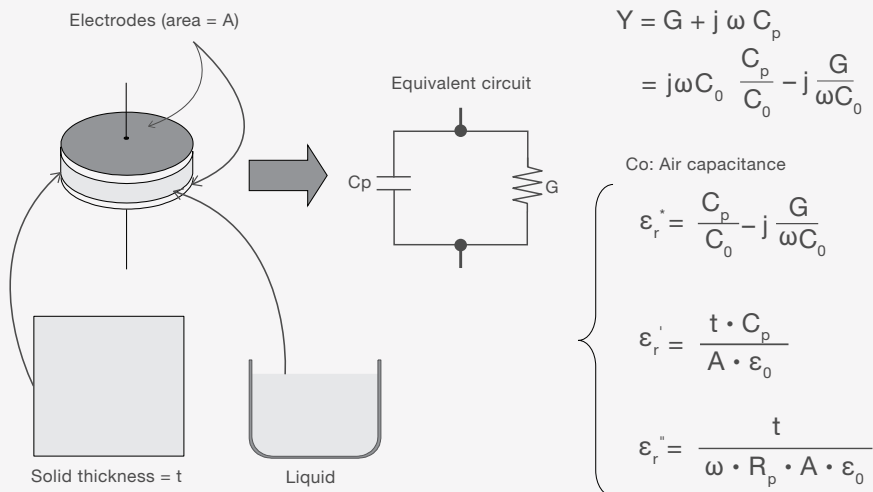 Electrodes (area = A)
Equivalent circuit
Cp
G
Solid thickness = t
Liquid
Y = G + j ω C_p
= jωC_0 C_p/C_0 − j G/ωC_0
Co: Air capacitance
ε_r^* = C_p/C_0 − j G/ωC_0
ε_r^' = t • C_p / A • ε_0
ε_r^" = t / ω • R_p • A • ε_0